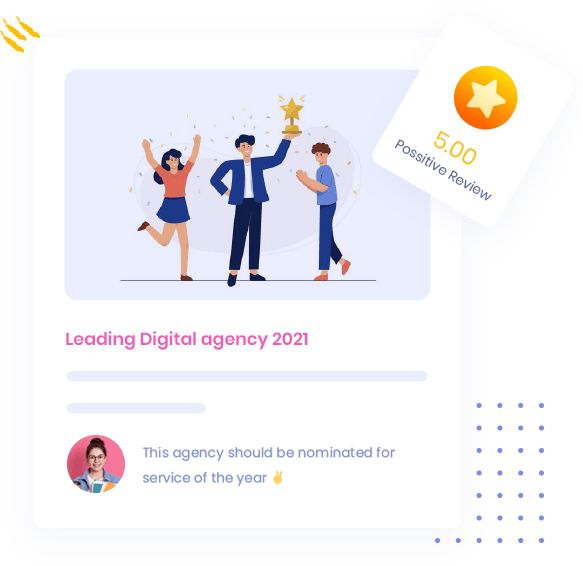 5.00
Possitive Review
Leading Digital agency 2021
This agency should be nominated for
service of the year ✌